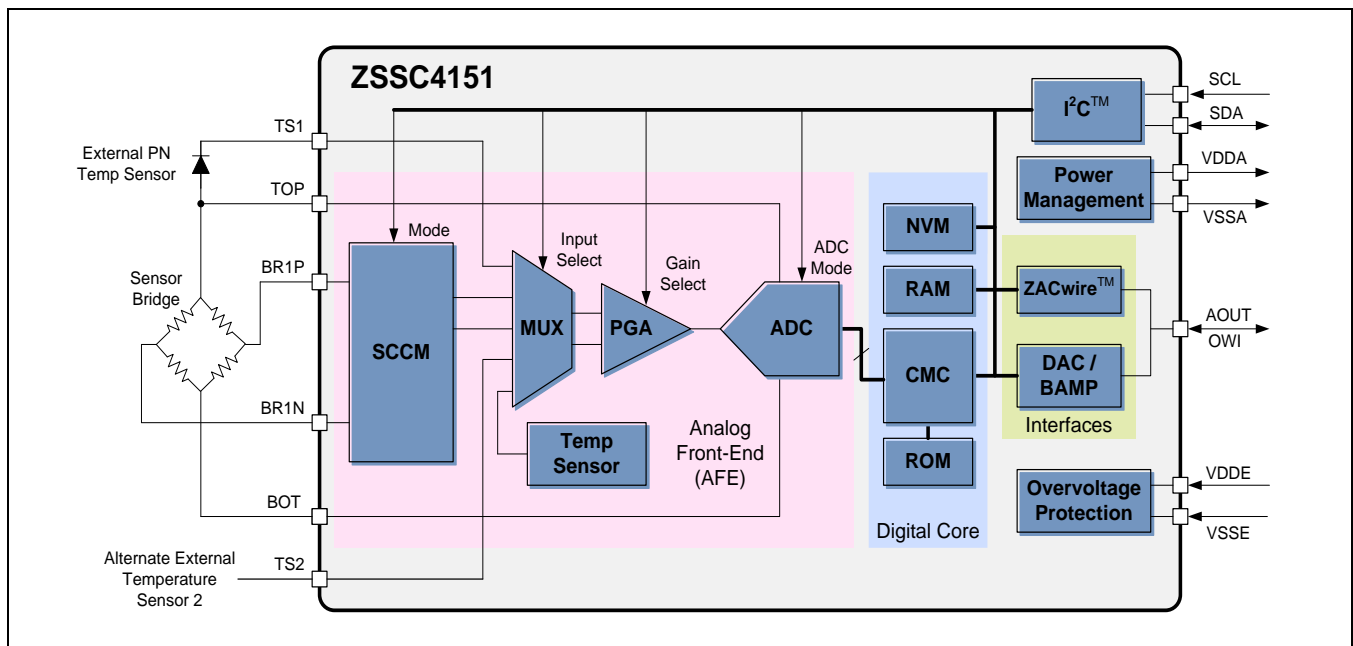 ZSSC4151
TS1
External PN
Temp Sensor
TOP
Sensor
Bridge
BR1P
BR1N
BOT
Alternate External
Temperature
Sensor 2
TS2
Mode
SCCM
Input
Select
MUX
Gain
Select
PGA
ADC
Mode
ADC
Temp
Sensor
Analog
Front-End
(AFE)
NVM
RAM
CMC
ROM
Digital Core
I²C™
Power
Management
ZACwire™
DAC /
BAMP
Interfaces
Overvoltage
Protection
SCL
SDA
VDDA
VSSA
AOUT
OWI
VDDE
VSSE